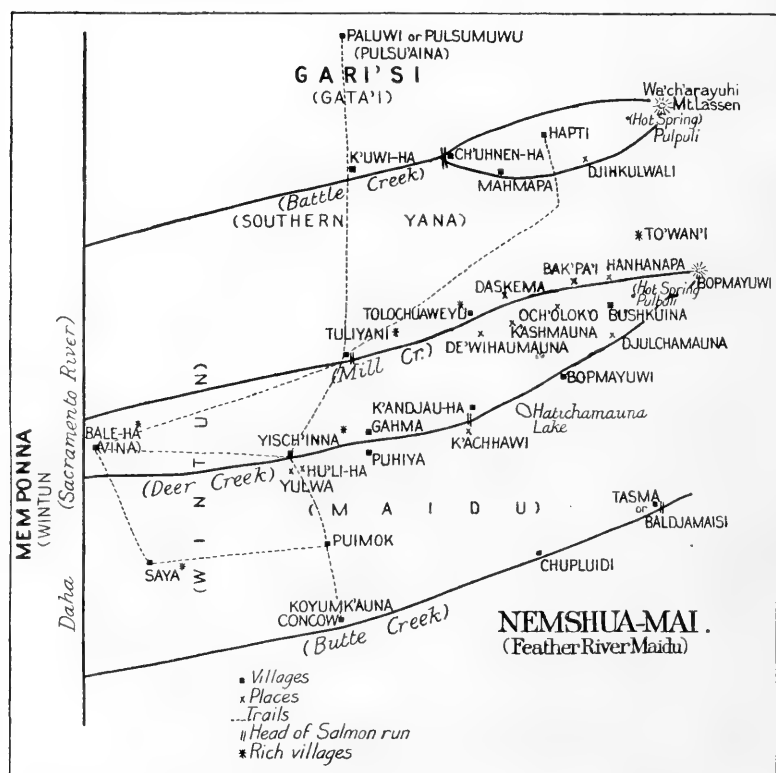 PALUWI or PULSUMUWU
(PULSU'AINA)
GARI'SI
(GATA'I)
Wa'ch'arayuhi
Mt.Lassen
(Hot Spring)
Pulpuli
HAPTI
K'UWI-HA
CH'UHNEN-HA
MAHMAPA
DJIHKULWALI
(Battle Creek)
(SOUTHERN YANA)
TO'WAN'I
BAK'PA'I
HANHANAPA
DASKEMA
(Hot Spring)
BOPMAYUWI
TOLOCHUAWEYU
OCH'OLOK'O
BUSHKUINA
TULIYANI
KASHMAUNA
DE'WIHAUMAUNA
DJULCHAMAUNA
(Mill Cr.)
BOPMAYUWI
K'ANDJAU-HA
Hatichamauna
Lake
BALE-HA
(VINA)
GAHMA
YISCH'INNA
K'ACHHAWI
HU'LI-HA
PUHIYA
YULWA
(Deer Creek)
(WINTUN)
MEM PONNA
(WINTUN)
Daha (Sacramento River)
(MAIDU)
TASMA
or
BALDJAMAISI
PUIMOK
SAYA
CHUPLUIDI
KOYUMK'AUNA
CONCOW
(Butte Creek)
NEMSHUA-MAI.
(Feather River Maidu)
Villages
Places
Trails
Head of Salmon run
Rich villages